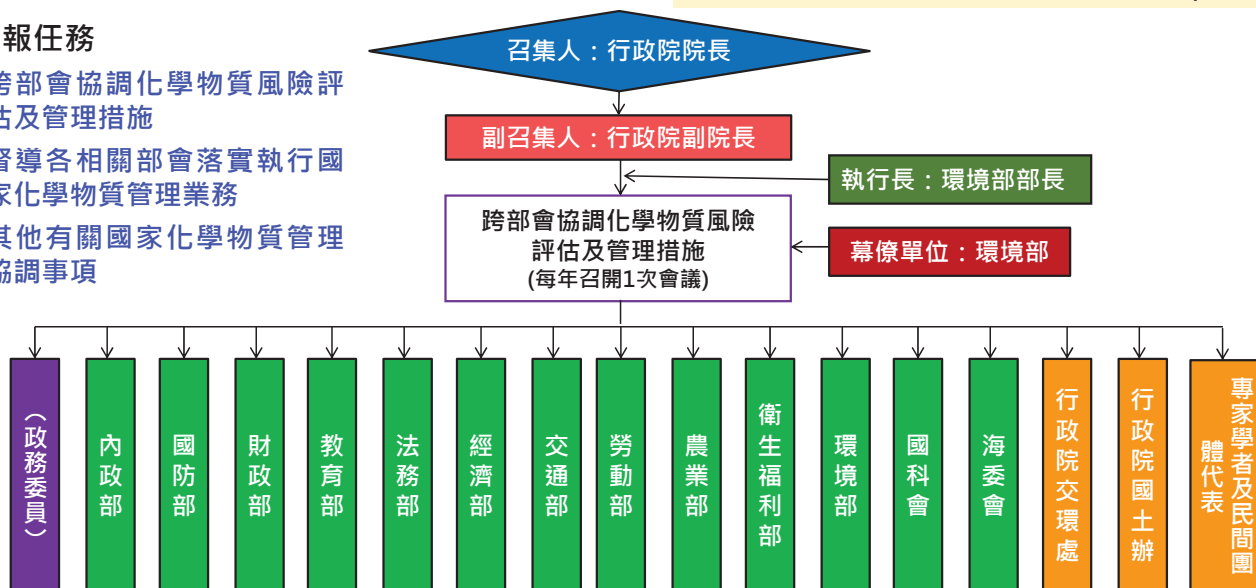 報任務
跨部會協調化學物質風險評
估及管理措施
督導各相關部會落實執行國
家化學物質管理業務
其他有關國家化學物質管理
協調事項
召集人：行政院院長
副召集人：行政院副院長
執行長：環境部部長
跨部會協調化學物質風險
評估及管理措施
(每年召開1次會議)
幕僚單位：環境部
（政務委員）
內政部
國防部
財政部
教育部
法務部
經濟部
交通部
勞動部
農業部
衛生福利部
環境部
國科會
海委會
行政院交環處
行政院國土辦
專家學者及民間團
體代表